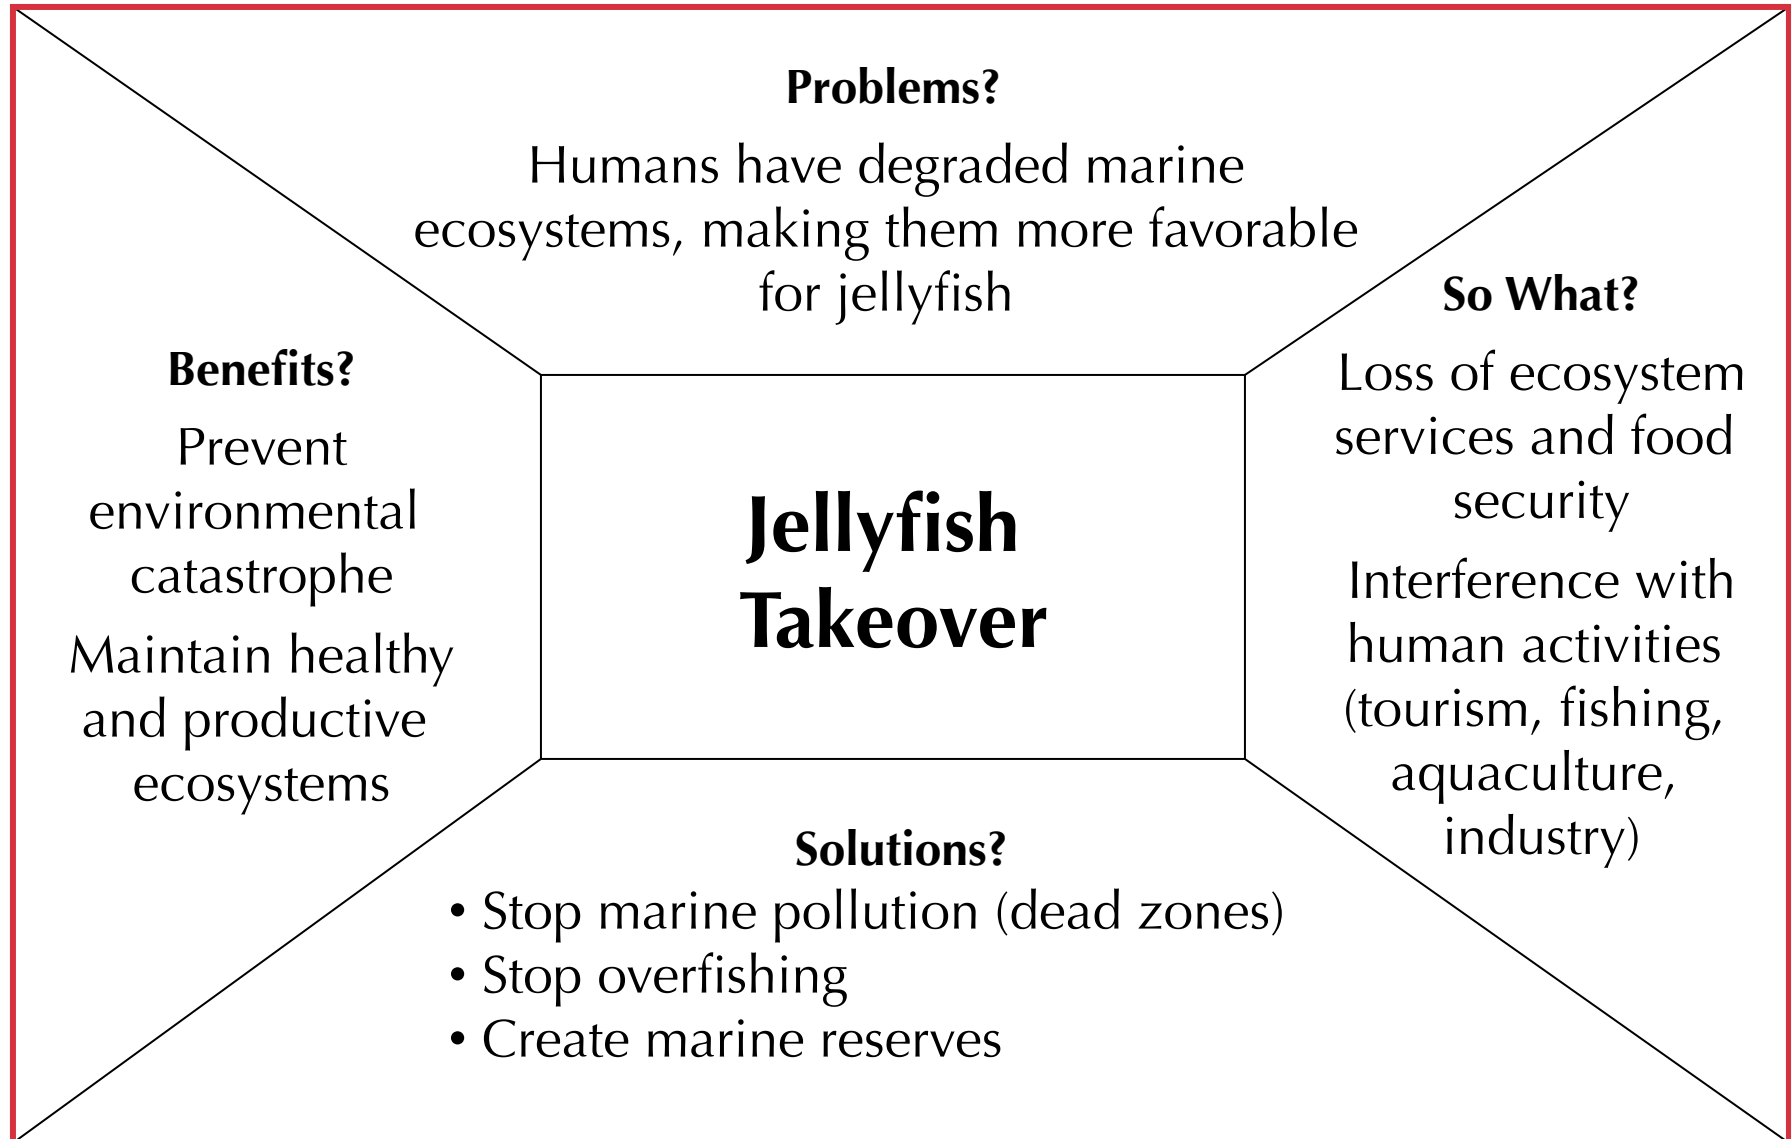 Problems?
Humans have degraded marine
ecosystems, making them more favorable
for jellyfish
So What?
Loss of ecosystem
services and food
security
Interference with
human activities
(tourism, fishing,
aquaculture,
industry)
Benefits?
Prevent
environmental
catastrophe
Maintain healthy
and productive
ecosystems
Jellyfish
Takeover
Solutions?
• Stop marine pollution (dead zones)
• Stop overfishing
• Create marine reserves